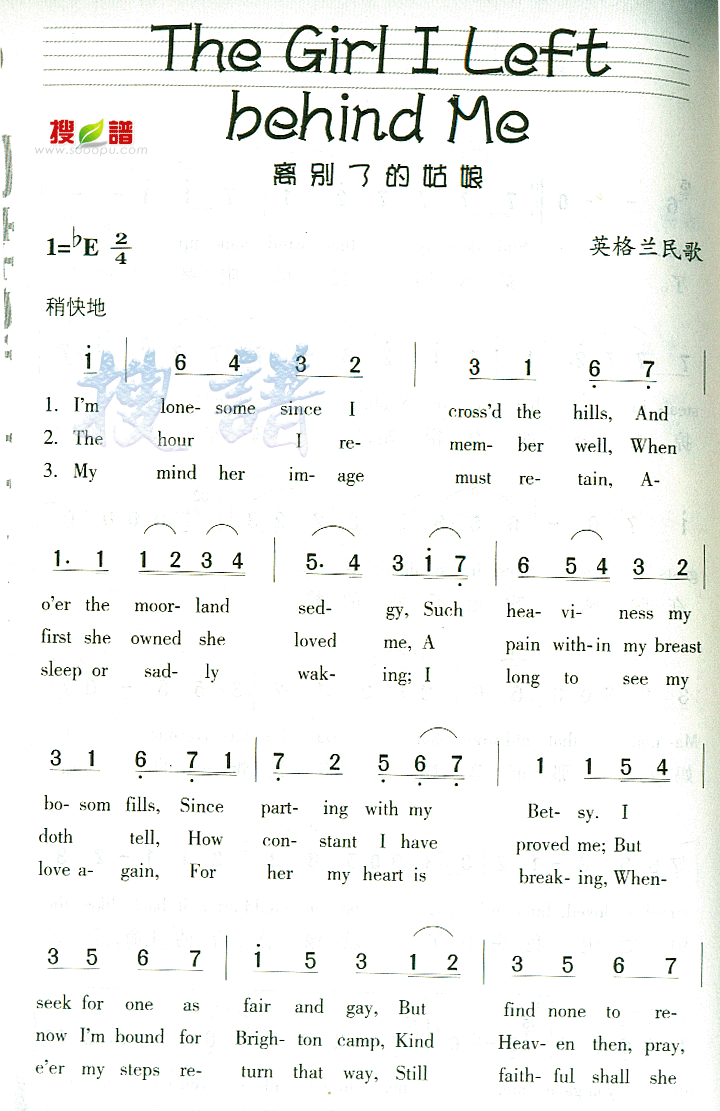 The Girl I Left
behind Me
搜谱
www.sooopu.com
离别了的姑娘
1=♭E 2/4
英格兰民歌
稍快地
搜譜
i | 6 4 3 2 | 3 1 6 7 |
1. I'm lone- some since I cross'd the hills, And
2. The hour I re- mem- ber well, When
3. My mind her im- age must re- tain, A-
1. 1 1 2 3 4 | 5. 4 3 i 7 | 6 5 4 3 2 |
o'er the moor- land sed- gy, Such hea- vi- ness my
first she owned she loved me, A pain with-in my breast
sleep or sad- ly wak- ing; I long to see my
3 1 6 . 7 1 | 7 2 5 6 7 | 1 1 5 4 |
bo- som fills, Since part- ing with my Bet- sy. I
doth tell, How con- stant I have proved me; But
love a- gain, For her my heart is break- ing, When-
3 5 6 7 | i 5 3 1 2 | 3 5 6 7 |
seek for one as fair and gay, But find none to re-
now I'm bound for Brigh- ton camp, Kind Heav- en then, pray,
e'er my steps re- turn that way, Still faith- ful shall she